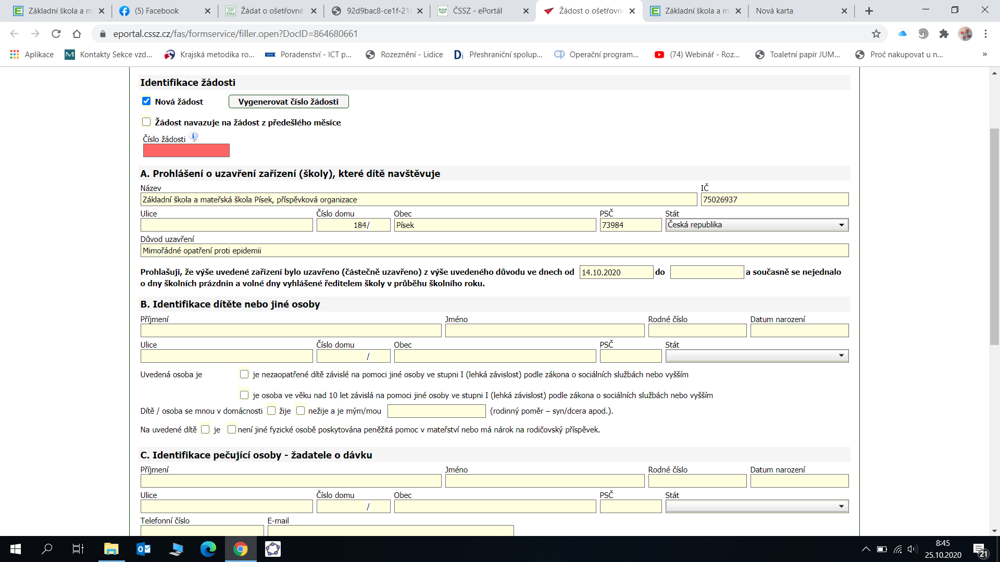 Základní škola a m
(5) Facebook
Žádat o ošetřovné
92d9bac8-ce1f-21
ČSSZ - ePortál
Žádost o ošetřovn
Základní škola a m
Nová karta
eportal.cssz.cz/fas/formservice/filler.open?DocID=864680661
Aplikace
Kontakty Sekce vzd...
Krajská metodika ro...
Poradenství - ICT p...
Rozeznění - Lidice
Přeshraniční spolup...
Operační program...
(74) Webinář - Roz...
Toaletní papír JUM...
Proč nakupovat u n...
»
Identifikace žádosti
Nová žádost
Vygenerovat číslo žádosti
Žádost navazuje na žádost z předešlého měsíce
Číslo žádosti
A. Prohlášení o uzavření zařízení (školy), které dítě navštěvuje
Název IČ
Základní škola a mateřská škola Písek, příspěvková organizace 75026937
Ulice Číslo domu Obec PSČ Stát
184/ Písek 73984 Česká republika
Důvod uzavření
Mimořádné opatření proti epidemii
Prohlašuji, že výše uvedené zařízení bylo uzavřeno (částečně uzavřeno) z výše uvedeného důvodu ve dnech od 14.10.2020 do a současně se nejednalo
o dny školních prázdnin a volné dny vyhlášené ředitelem školy v průběhu školního roku.
B. Identifikace dítěte nebo jiné osoby
Příjmení Jméno Rodné číslo Datum narození
Ulice Číslo domu Obec PSČ Stát
/
Uvedená osoba je je nezaopatřené dítě závislé na pomoci jiné osoby ve stupni I (lehká závislost) podle zákona o sociálních službách nebo vyšším
je osoba ve věku nad 10 let závislá na pomoci jiné osoby ve stupni I (lehká závislost) podle zákona o sociálních službách nebo vyšším
Dítě / osoba se mnou v domácnosti žije nežije a je mým/mou (rodinný poměr – syn/dcera apod.).
Na uvedené dítě je není jiné fyzické osobě poskytována peněžitá pomoc v mateřství nebo má nárok na rodičovský příspěvek.
C. Identifikace pečující osoby - žadatele o dávku
Příjmení Jméno Rodné číslo Datum narození
Ulice Číslo domu Obec PSČ Stát
/
Telefonní číslo E-mail
8:45
25.10.2020
21